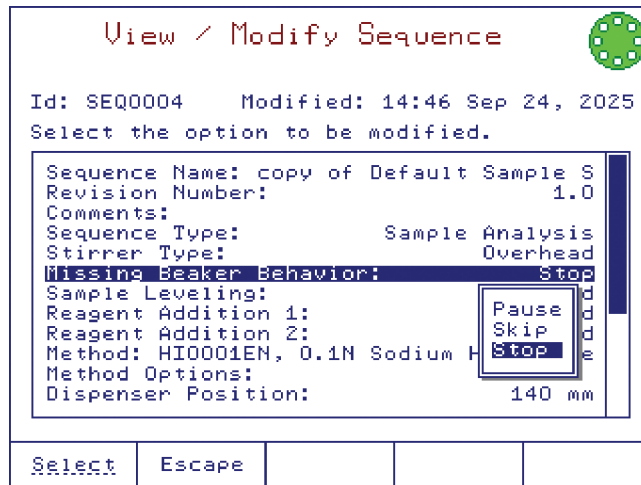 View / Modify Sequence
Id: SEQ0004 Modified: 14:46 Sep 24, 2025
Select the option to be modified.
Sequence Name: copy of Default Sample S
Revision Number: 1.0
Comments:
Sequence Type: Sample Analysis
Stirrer Type: Overhead
Missing Beaker Behavior: Stop
Sample Leveling: d
Reagent Addition 1: d
Reagent Addition 2: d
Method: HI0001EN, 0.1N Sodium H e
Method Options:
Dispenser Position: 140 mm
Pause
Skip
Stop
Select Escape